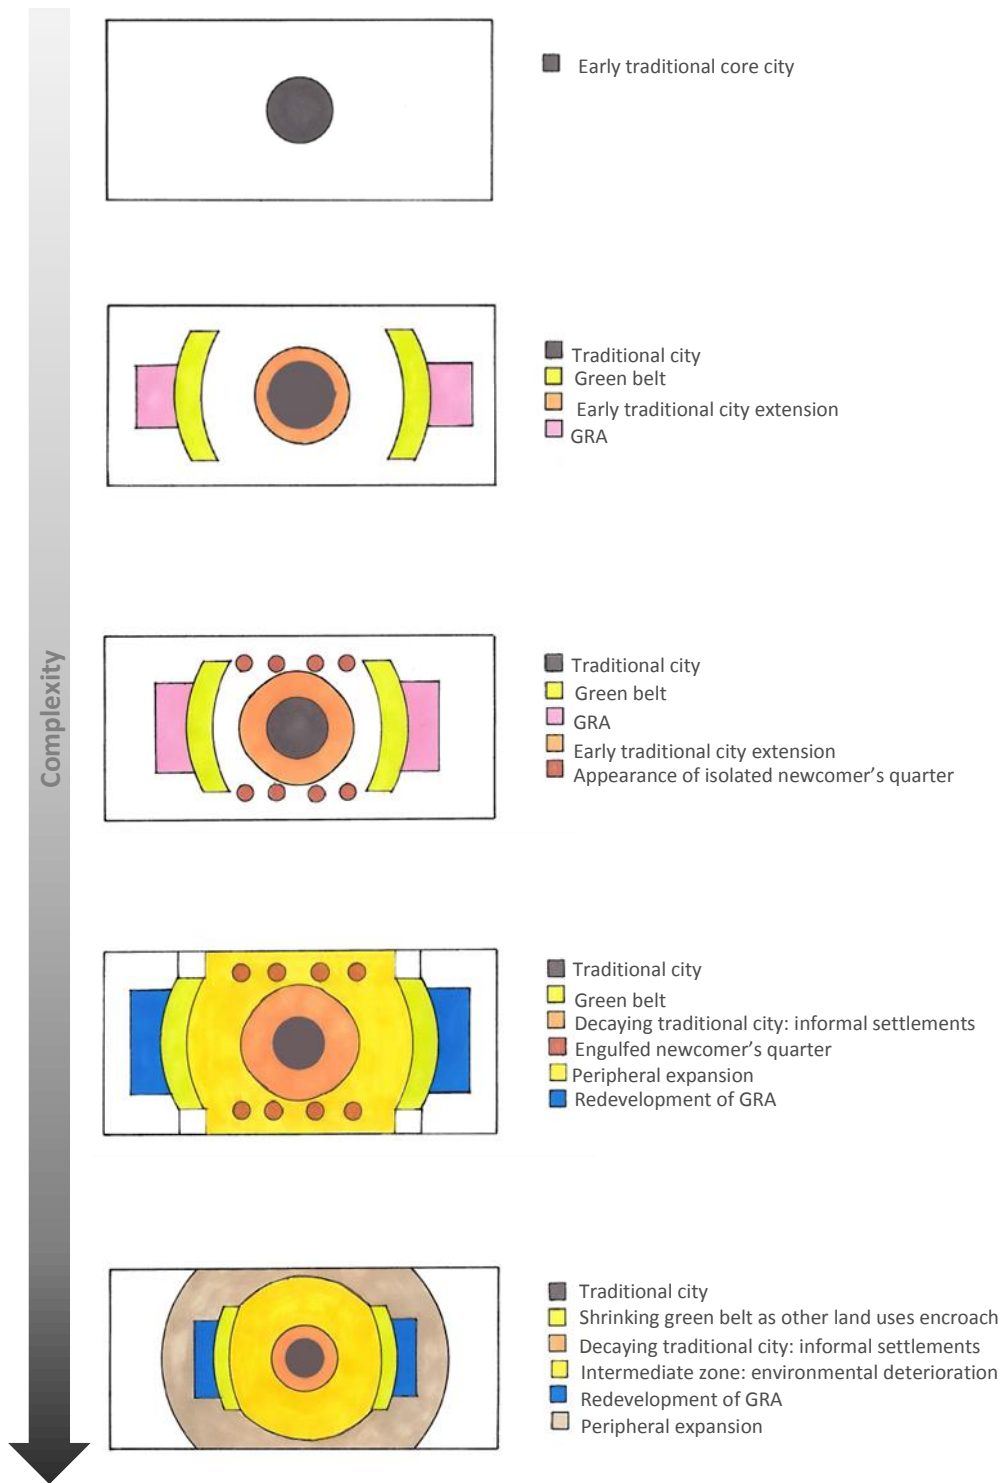 Complexity
Early traditional core city
Traditional city
Green belt
Early traditional city extension
GRA
Traditional city
Green belt
GRA
Early traditional city extension
Appearance of isolated newcomer’s quarter
Traditional city
Green belt
Decaying traditional city: informal settlements
Engulfed newcomer’s quarter
Peripheral expansion
Redevelopment of GRA
Traditional city
Shrinking green belt as other land uses encroach
Decaying traditional city: informal settlements
Intermediate zone: environmental deterioration
Redevelopment of GRA
Peripheral expansion